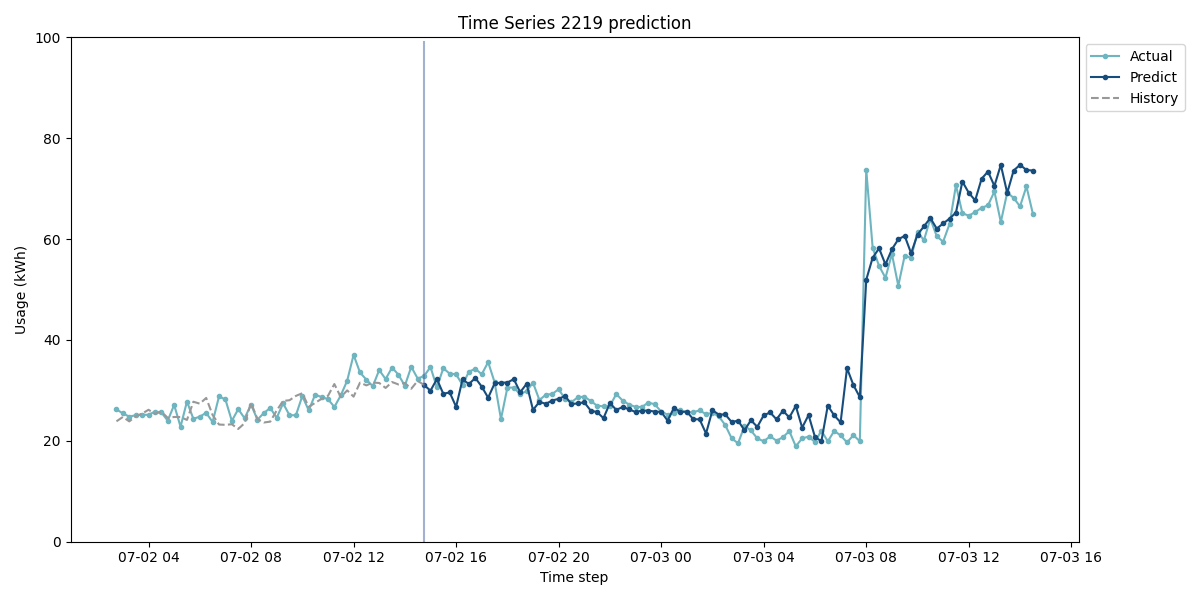 Time Series 2219 prediction
100
80
60
40
20
0
Usage (kWh)
07-02 04
07-02 08
07-02 12
07-02 16
07-02 20
07-03 00
07-03 04
07-03 08
07-03 12
07-03 16
Time step
Actual
Predict
History